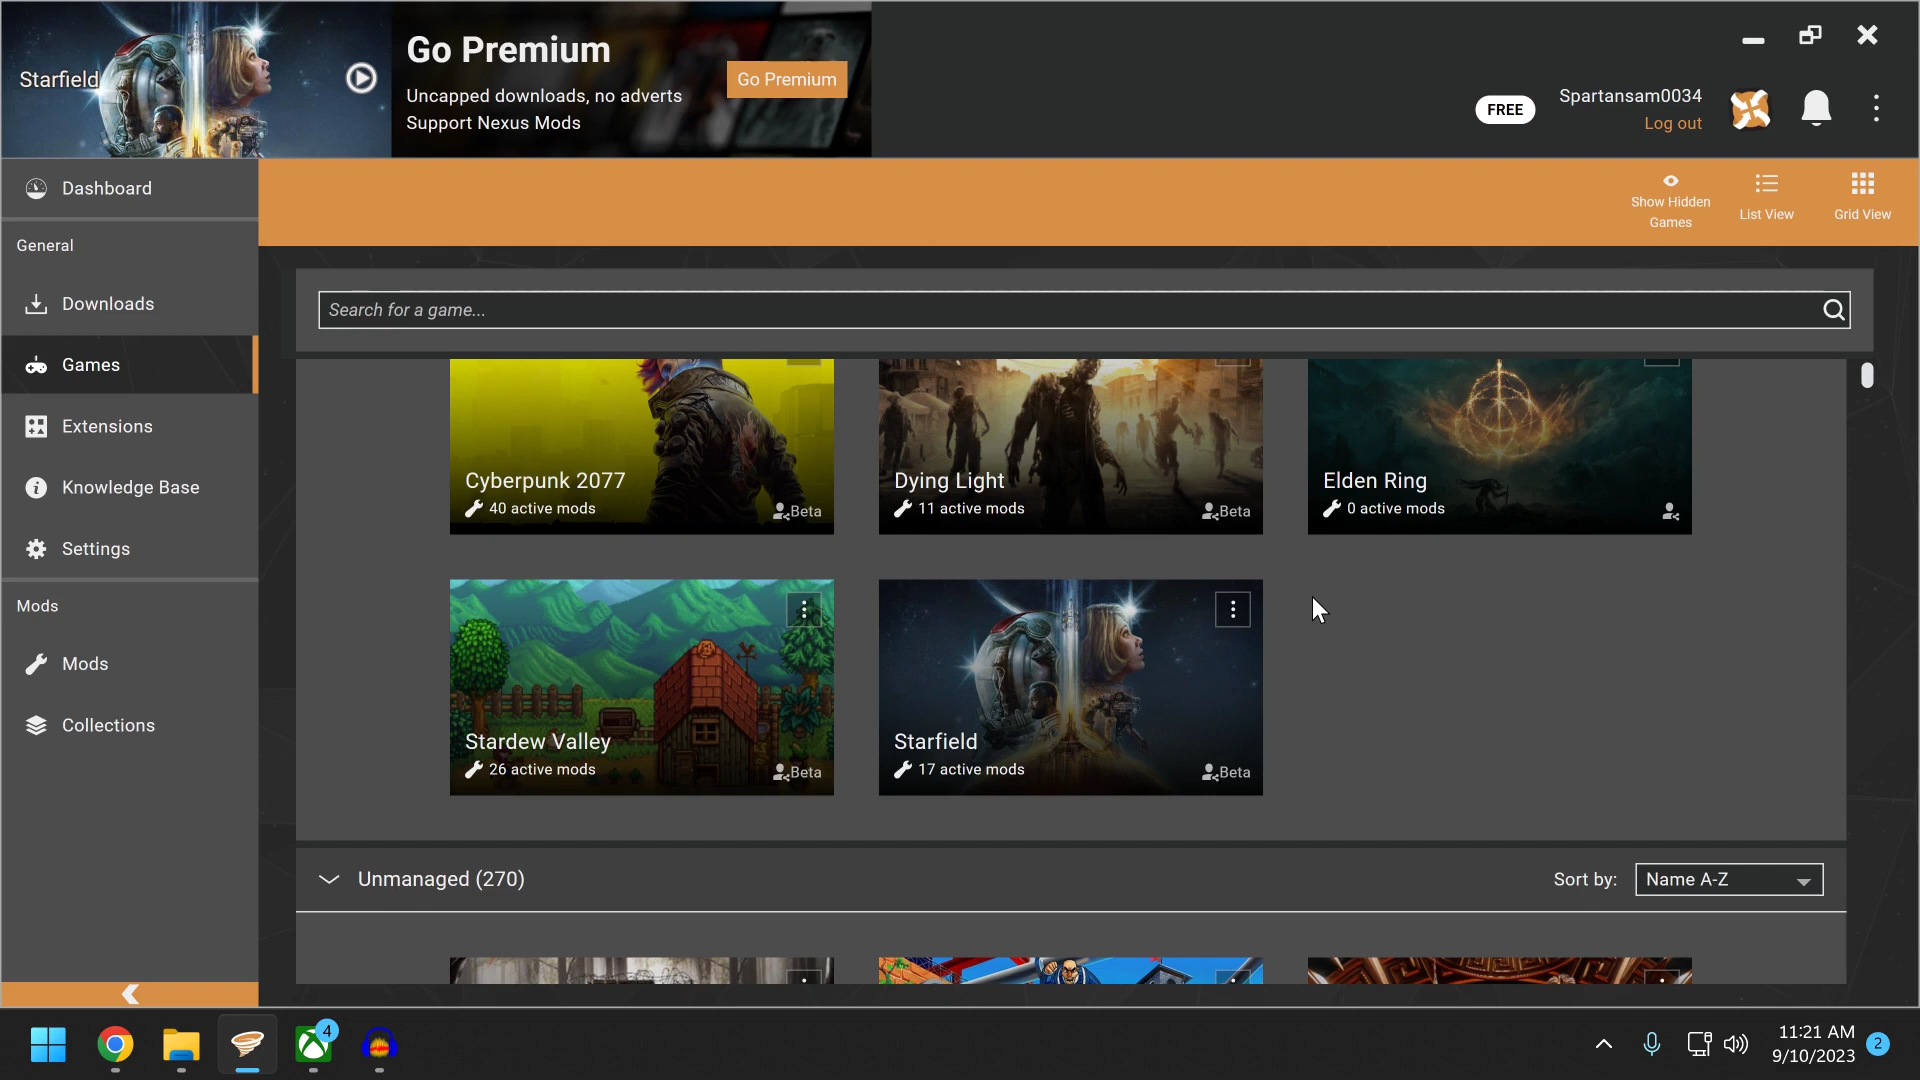 Starfield
Go Premium
Uncapped downloads, no adverts
Support Nexus Mods
Go Premium
FREE
Spartansam0034
Log out
Dashboard
General
Downloads
Games
Extensions
Knowledge Base
Settings
Mods
Mods
Collections
Show Hidden
Games
List View
Grid View
Search for a game...
Cyberpunk 2077
40 active mods
Beta
Dying Light
11 active mods
Beta
Elden Ring
0 active mods
Stardew Valley
26 active mods
Beta
Starfield
17 active mods
Beta
Unmanaged (270)
Sort by:
Name A-Z
4
11:21 AM
9/10/2023
2